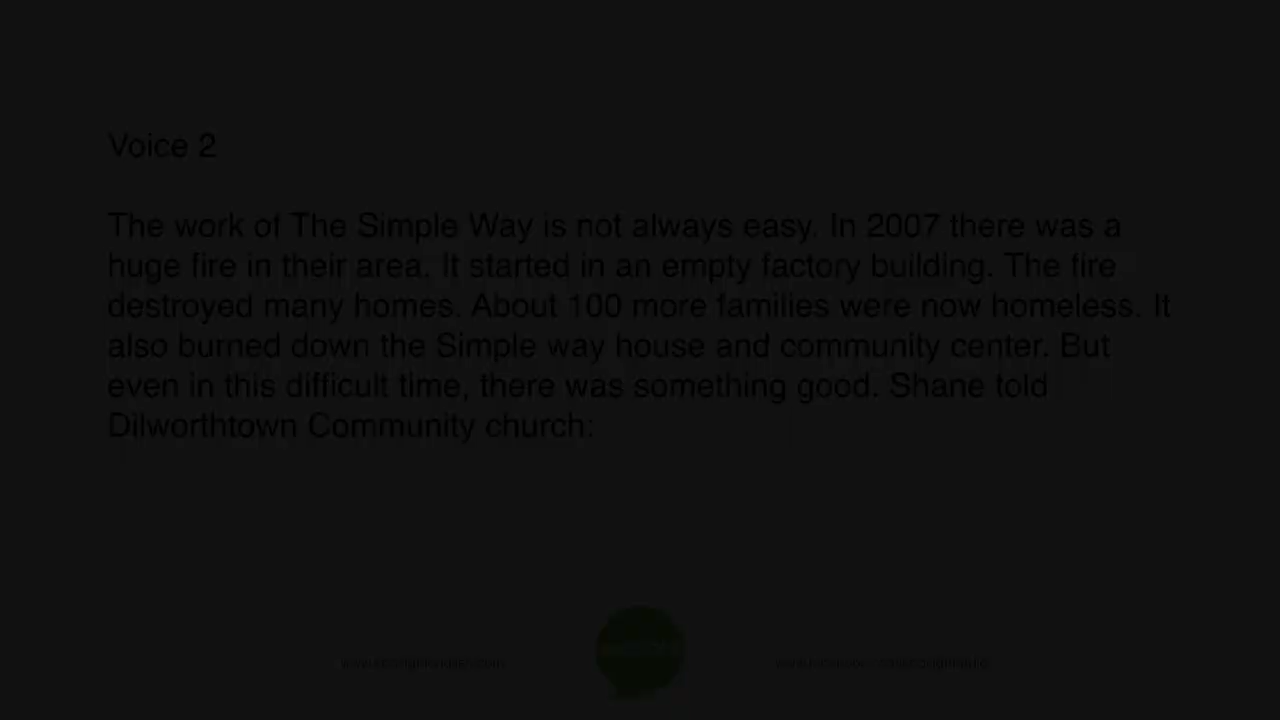 Voice 2
The work of The Simple Way is not always easy. In 2007 there was a
huge fire in their area. It started in an empty factory building. The fire
destroyed many homes. About 100 more families were now homeless. It
also burned down the Simple way house and community center. But
even in this difficult time, there was something good. Shane told
Dilworthtown Community church: